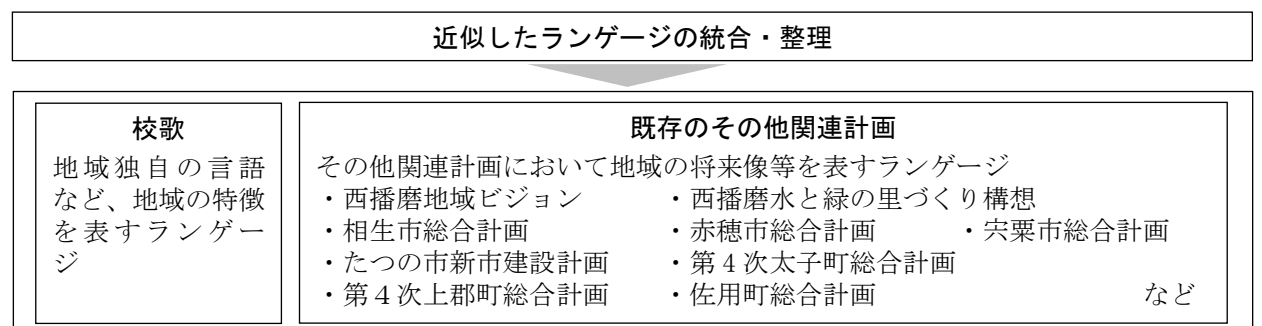 近似したランゲージの統合・整理
校歌
地域独自の言語
など、地域の特徴
を表すランゲー
ジ
既存のその他関連計画
その他関連計画において地域の将来像等を表すランゲージ
・西播磨地域ビジョン ・西播磨水と緑の里づくり構想
・相生市総合計画 ・赤穂市総合計画 ・宍粟市総合計画
・たつの市新市建設計画 ・第４次太子町総合計画
・第４次上郡町総合計画 ・佐用町総合計画 など